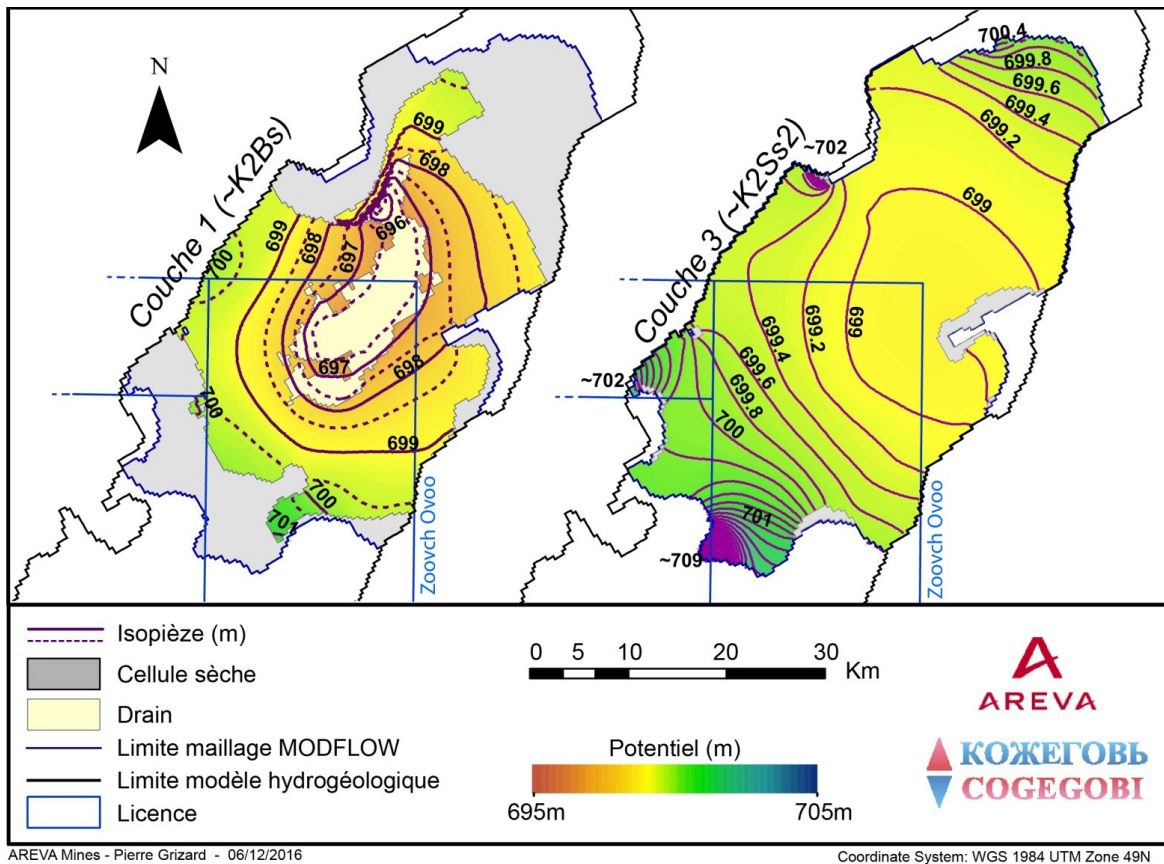 N
Couche 1 (~K2Bs)
699
698
696
697
698
699
700
697
698
700
699
700
701
Zoovch Ovoo
Couche 3 (~K2Ss2)
700.4
699.8
699.6
699.4
699.2
~702
699
699.4
699.2
699
699.6
699.8
700
~702
701
~709
Zoovch Ovoo
Isopièze (m)
Cellule sèche
Drain
Limite maillage MODFLOW
Limite modèle hydrogéologique
Licence
0 5 10 20 30
Km
Potentiel (m)
695m 705m
AREVA
КОЖЕГОВЬ
COGEGOBI
AREVA Mines - Pierre Grizard - 06/12/2016
Coordinate System: WGS 1984 UTM Zone 49N